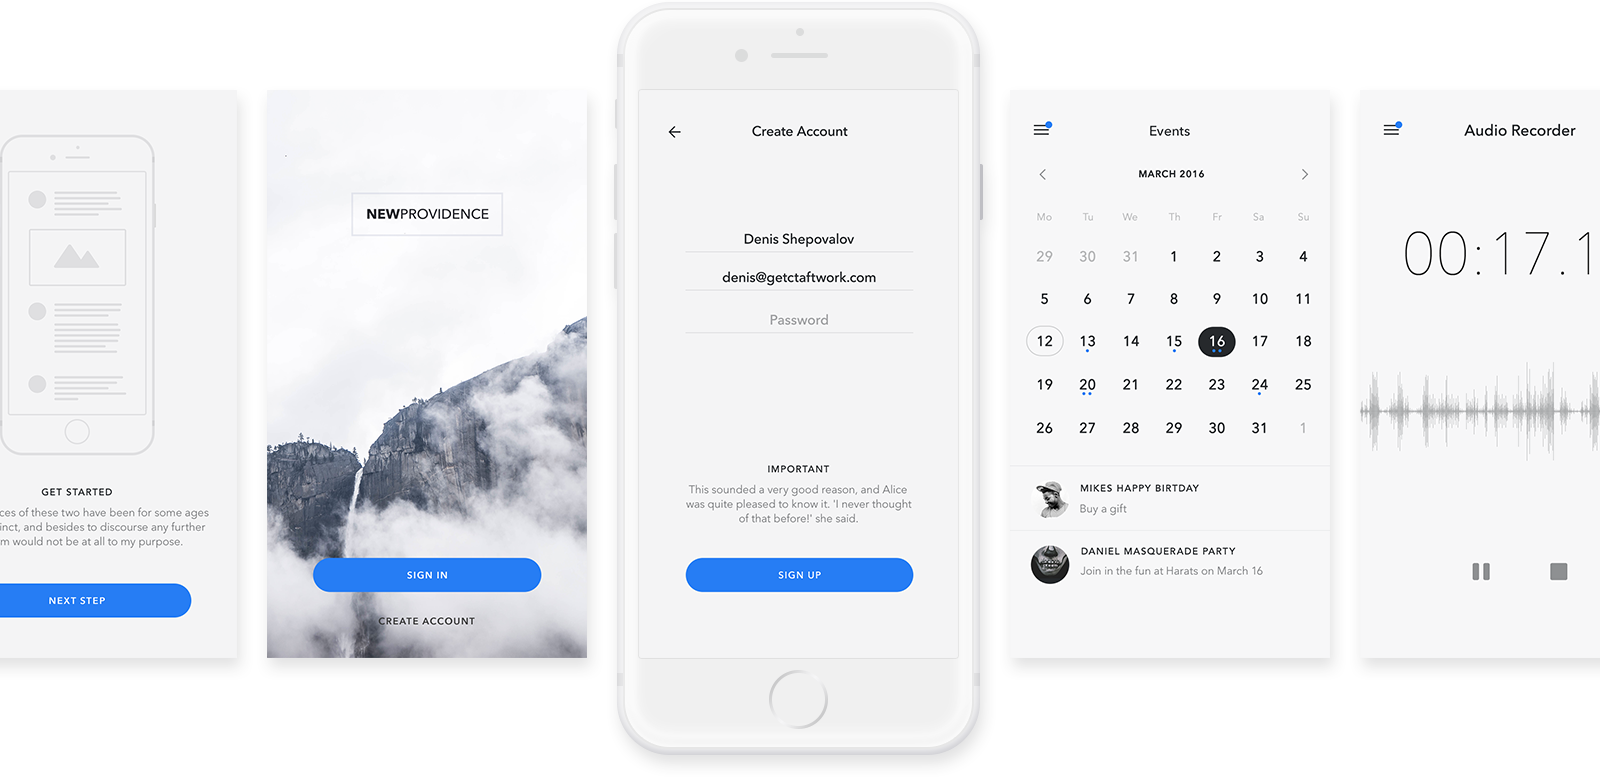 GET STARTED
ces of these two have been for some ages
inct, and besides to discourse any further
m would not be at all to my purpose.
NEXT STEP
NEWPROVIDENCE
SIGN IN
CREATE ACCOUNT
Create Account
Denis Shepovalov
denis@getctaftwork.com
Password
IMPORTANT
This sounded a very good reason, and Alice
was quite pleased to know it. 'I never thought
of that before!' she said.
SIGN UP
Events
MARCH 2016
Mo Tu We Th Fr Sa Su
29 30 31 1 2 3 4
5 6 7 8 9 10 11
12 13 14 15 16 17 18
19 20 21 22 23 24 25
26 27 28 29 30 31 1
MIKES HAPPY BIRTDAY
Buy a gift
DANIEL MASQUERADE PARTY
Join in the fun at Harats on March 16
Audio Recorder
00:17.1